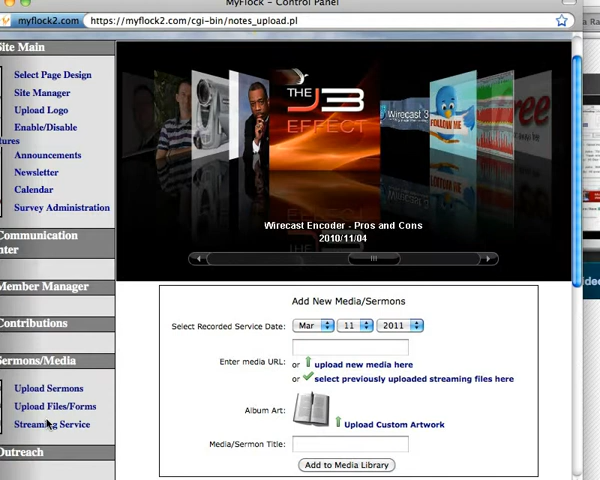 MyFlock - Control Panel
myflock2.com https://myflock2.com/cgi-bin/notes_upload.pl
Site Main
Select Page Design
Site Manager
Upload Logo
Enable/Disable
tures
Announcements
Newsletter
Calendar
Survey Administration
Communication
nter
Member Manager
Contributions
Sermons/Media
Upload Sermons
Upload Files/Forms
Streaming Service
Outreach
THE
J3
EFFECT
Wirecast 3
FOLLOW ME
ree
Wirecast Encoder - Pros and Cons
2010/11/04
Add New Media/Sermons
Select Recorded Service Date: Mar 11 2011
Enter media URL:
or upload new media here
or select previously uploaded streaming files here
Album Art: Upload Custom Artwork
Media/Sermon Title:
Add to Media Library